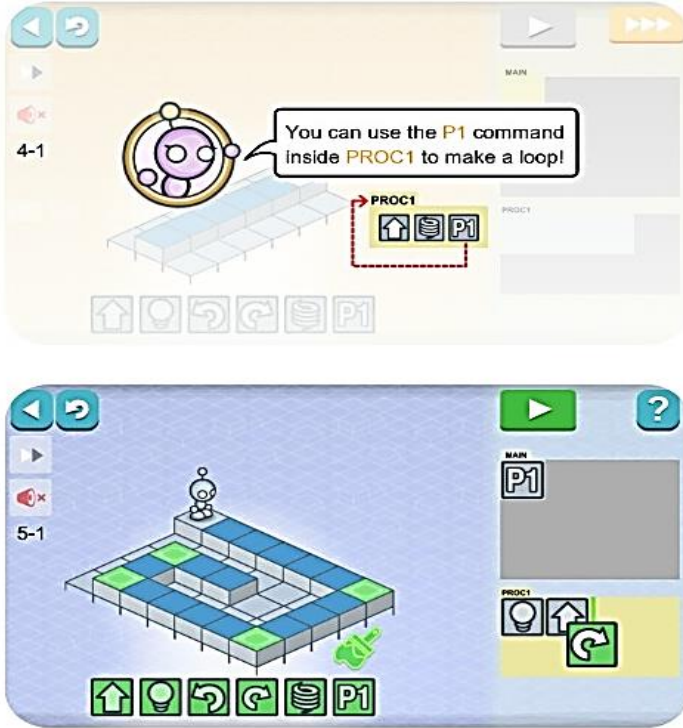 MAIN
4-1
You can use the P1 command
inside PROC1 to make a loop!
PROC1
P1
PROC1
P1
?
MAIN
P1
5-1
PROC1
P1